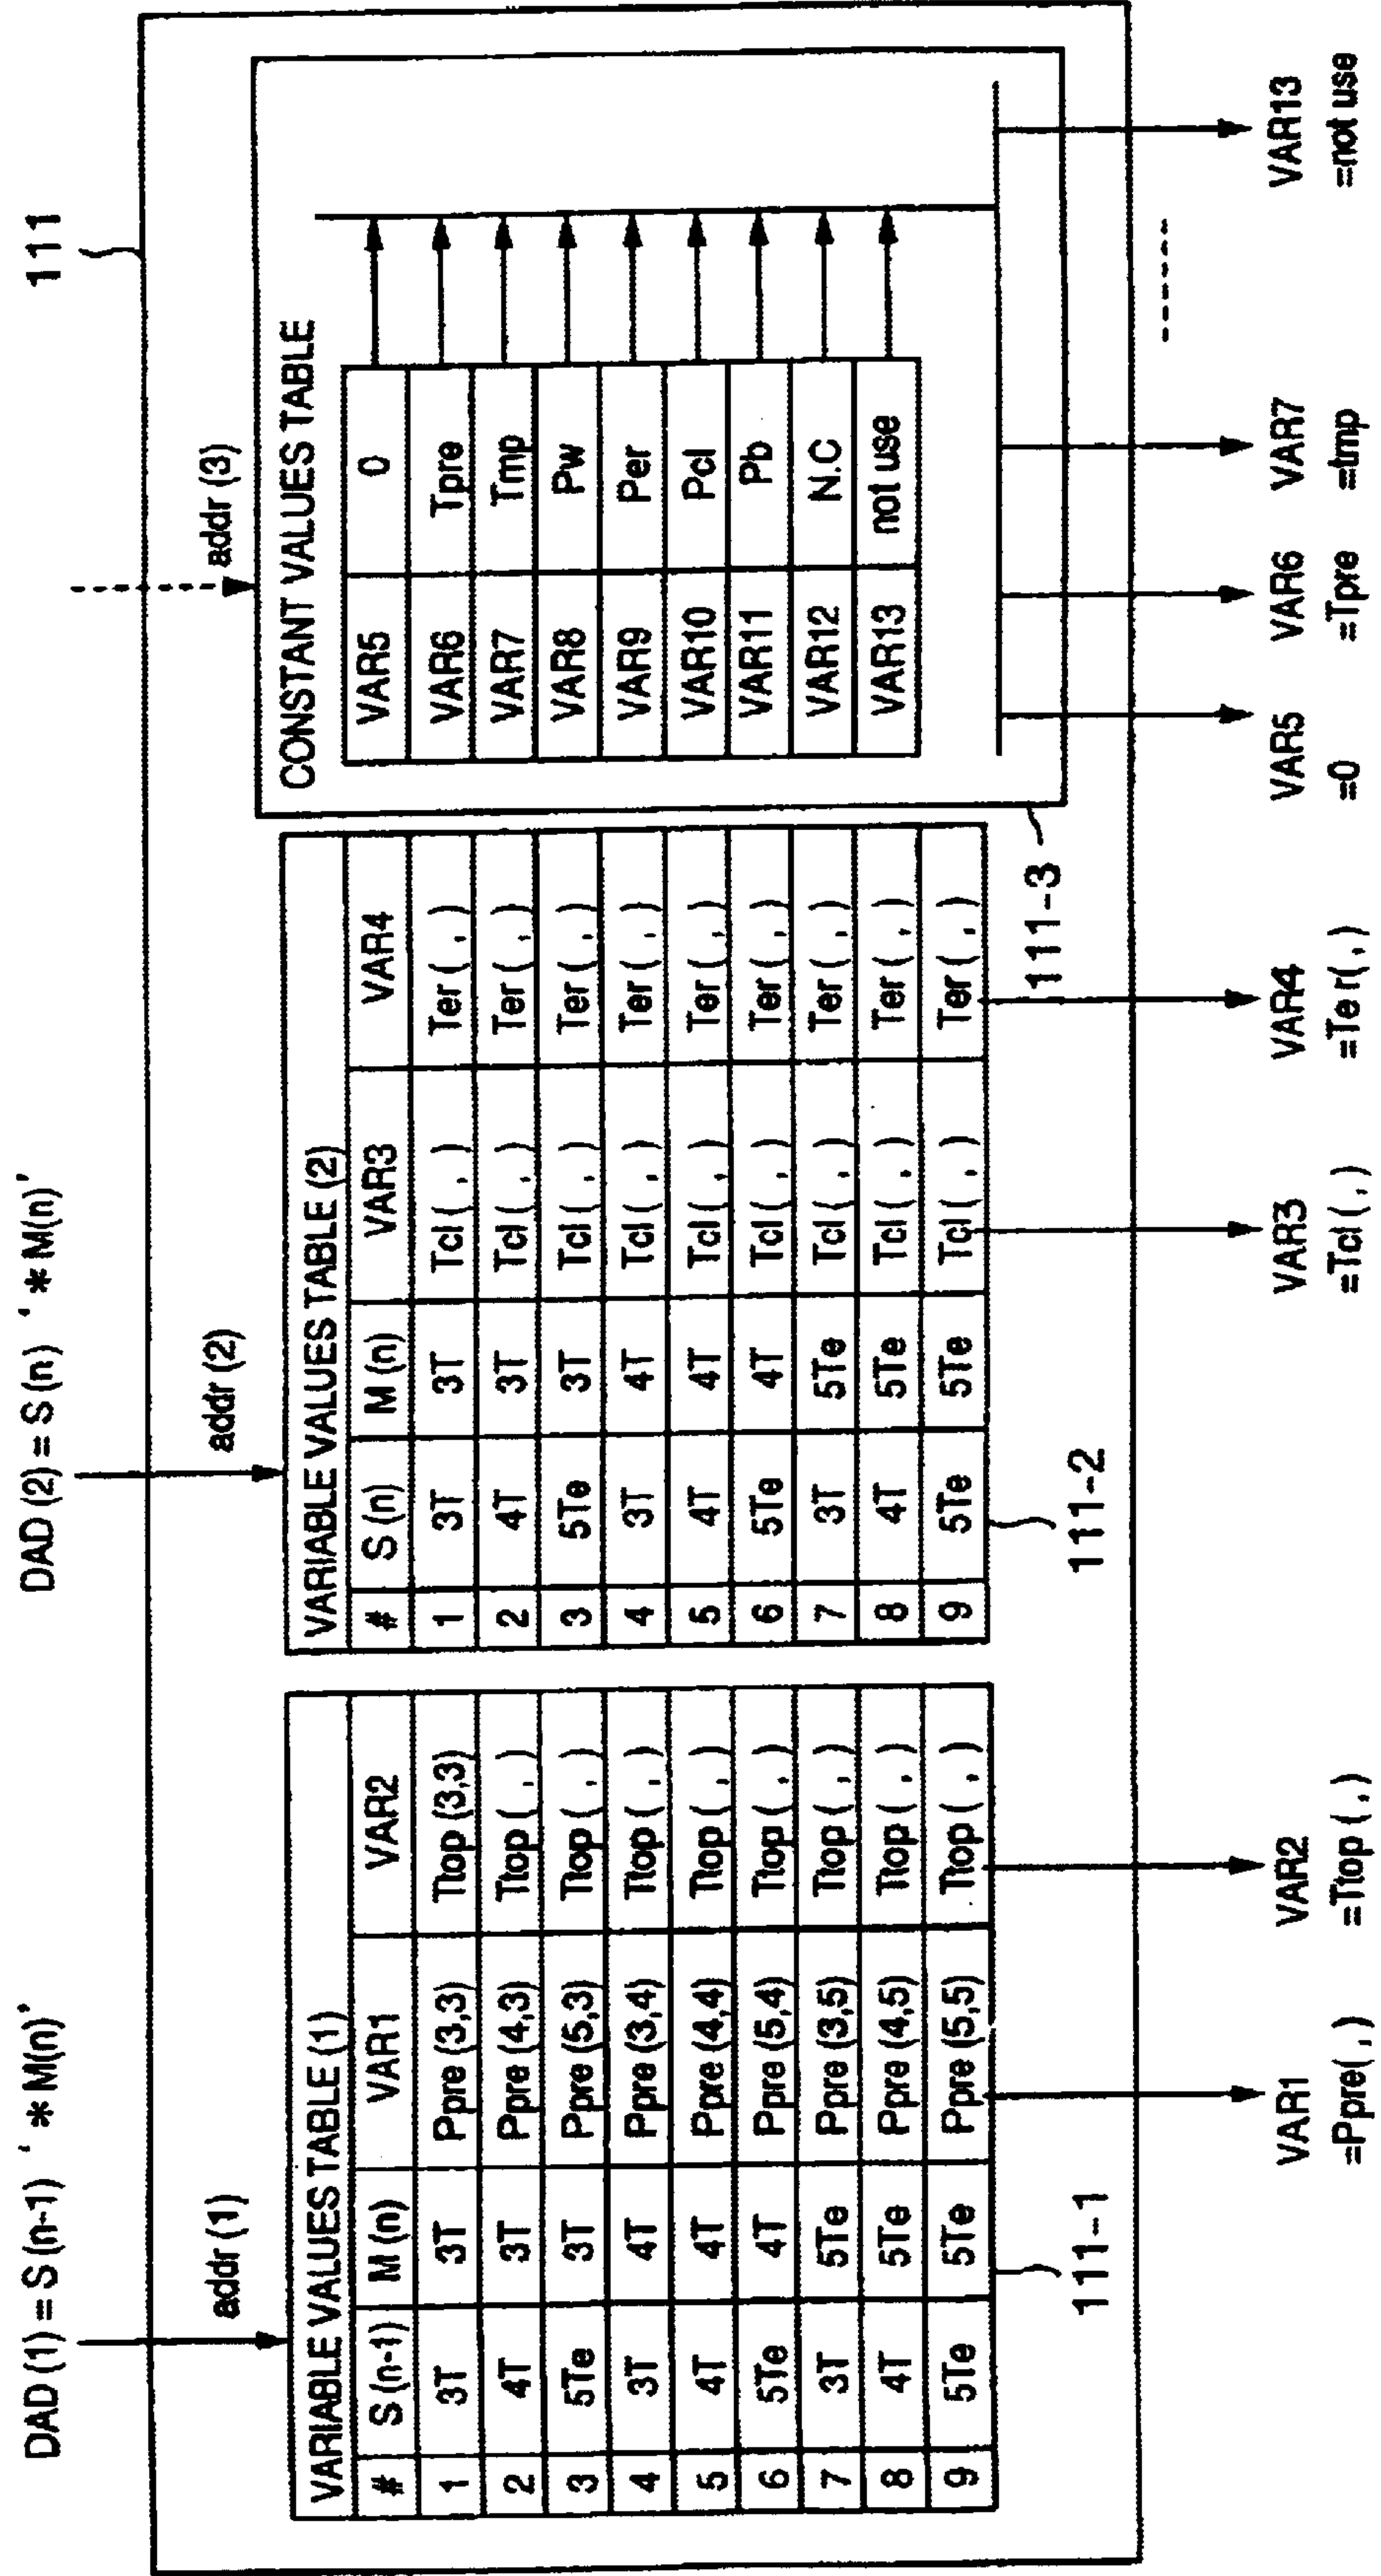 111
DAD (1) = S (n-1) ‘ * M(n)’
DAD (2) = S (n) ‘ * M(n)’
addr (1)
addr (2)
addr (3)
VARIABLE VALUES TABLE (1)
# S (n-1) M (n) VAR1 VAR2
1 3T 3T Ppre (3,3) Ttop (3,3)
2 4T 3T Ppre (4,3) Ttop ( , )
3 5Te 3T Ppre (5,3) Ttop ( , )
4 3T 4T Ppre (3,4) Ttop ( , )
5 4T 4T Ppre (4,4) Ttop ( , )
6 5Te 4T Ppre (5,4) Ttop ( , )
7 3T 5Te Ppre (3,5) Ttop ( , )
8 4T 5Te Ppre (4,5) Ttop ( , )
9 5Te 5Te Ppre (5,5) Ttop ( , )
111-1
VARIABLE VALUES TABLE (2)
# S (n) M (n) VAR3 VAR4
1 3T 3T Tcl ( , ) Ter ( , )
2 4T 3T Tcl ( , ) Ter ( , )
3 5Te 3T Tcl ( , ) Ter ( , )
4 3T 4T Tcl ( , ) Ter ( , )
5 4T 4T Tcl ( , ) Ter ( , )
6 5Te 4T Tcl ( , ) Ter ( , )
7 3T 5Te Tcl ( , ) Ter ( , )
8 4T 5Te Tcl ( , ) Ter ( , )
9 5Te 5Te Tcl ( , ) Ter ( , )
111-2
CONSTANT VALUES TABLE
VAR5 0
VAR6 Tpre
VAR7 Tmp
VAR8 Pw
VAR9 Per
VAR10 Pcl
VAR11 Pb
VAR12 N.C
VAR13 not use
111-3
VAR1
=Ppre( , )
VAR2
=Ttop ( , )
VAR3
=Tcl ( , )
VAR4
=Ter( , )
VAR5
=0
VAR6
=Tpre
VAR7
=tmp
VAR13
=not use